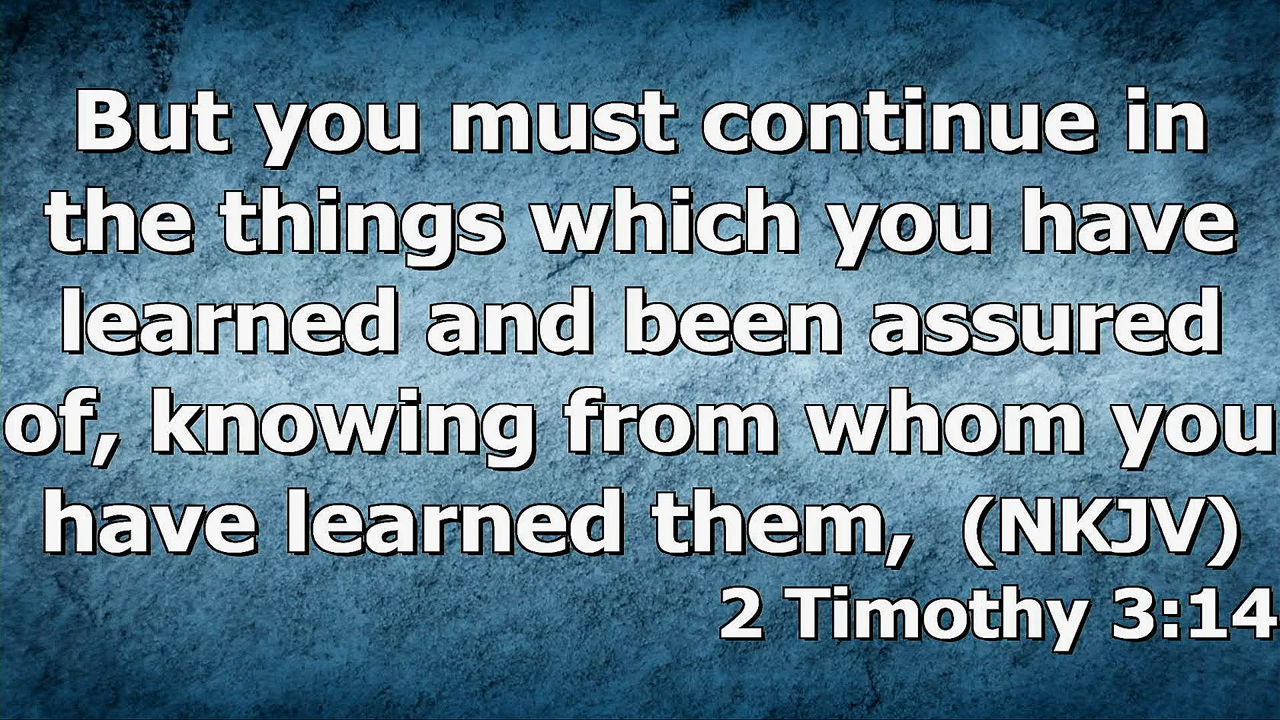 But you must continue in
the things which you have
learned and been assured
of, knowing from whom you
have learned them, (NKJV)
2 Timothy 3:14